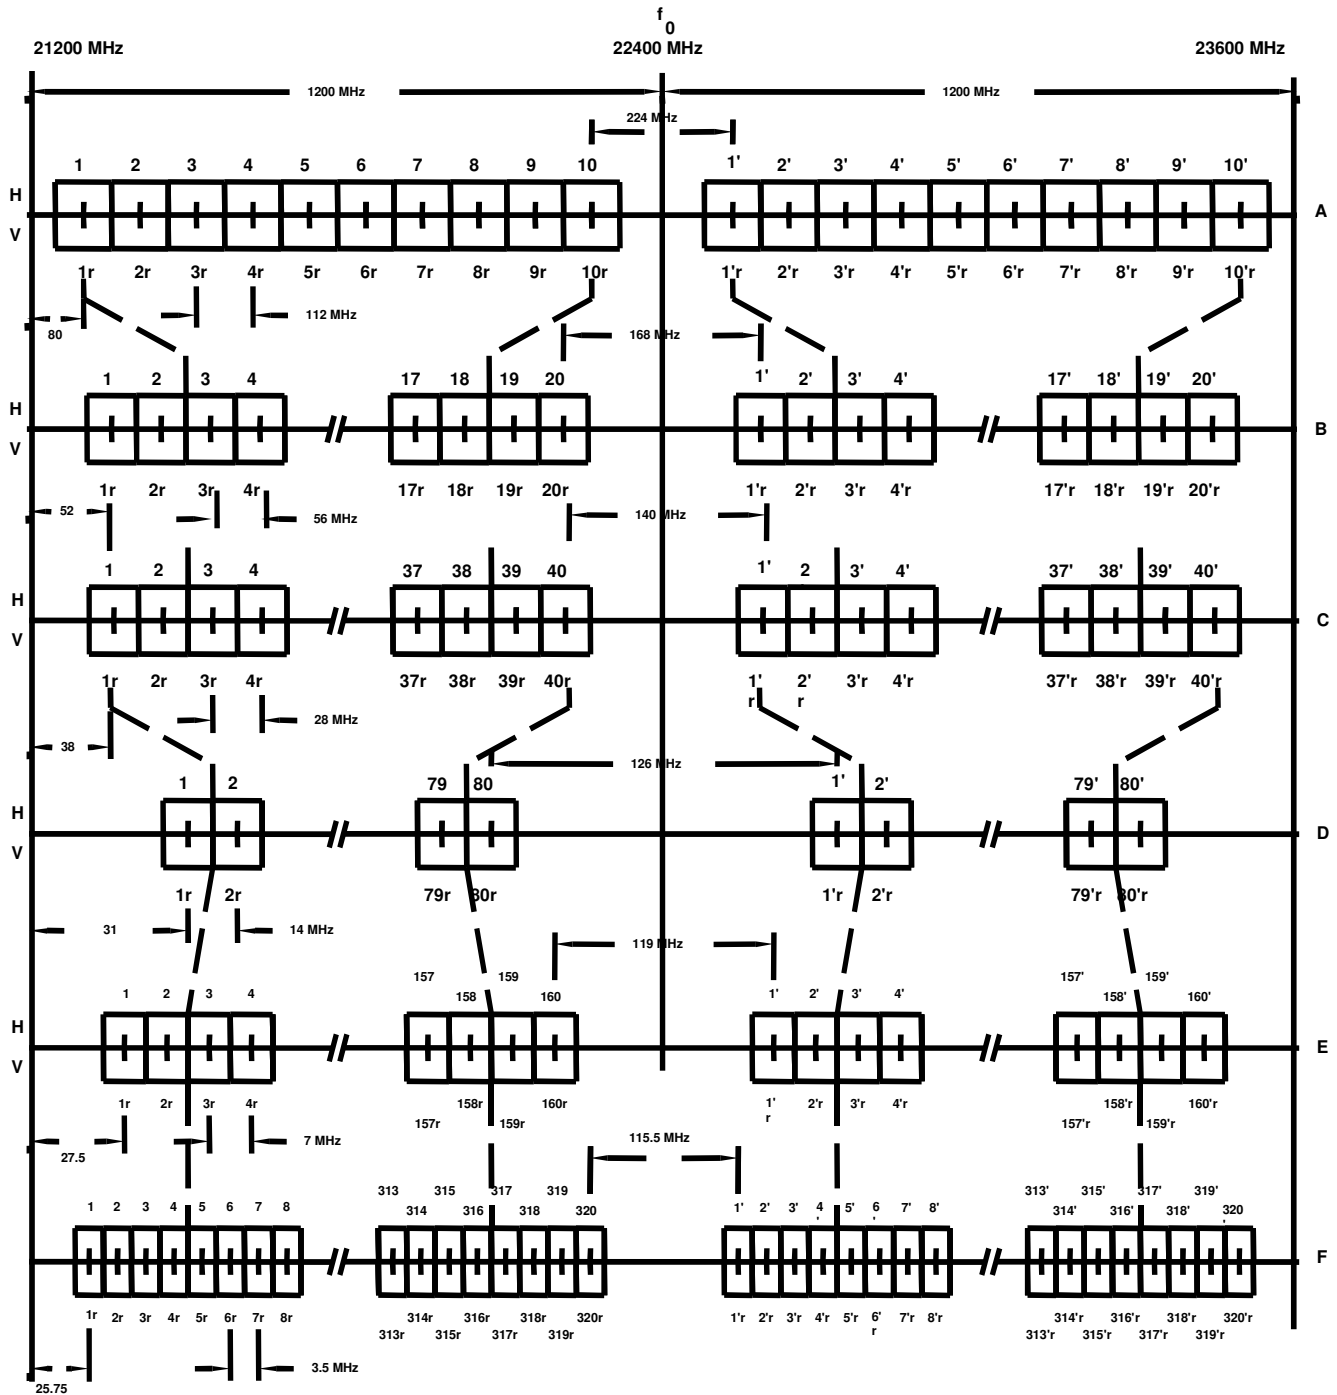 f
0
21200 MHz 22400 MHz 23600 MHz
1200 MHz 1200 MHz
224 MHz
1 2 3 4 5 6 7 8 9 10 1' 2' 3' 4' 5' 6' 7' 8' 9' 10'
H
A
V
1r 2r 3r 4r 5r 6r 7r 8r 9r 10r 1'r 2'r 3'r 4'r 5'r 6'r 7'r 8'r 9'r 10'r
112 MHz
80 168 MHz
1 2 3 4 17 18 19 20 1' 2' 3' 4' 17' 18' 19' 20'
H
B
V
1r 2r 3r 4r 17r 18r 19r 20r 1'r 2'r 3'r 4'r 17'r 18'r 19'r 20'r
52 56 MHz 140 MHz
1 2 3 4 37 38 39 40 1' 2 3' 4' 37' 38' 39' 40'
H
C
V
1r 2r 3r 4r 37r 38r 39r 40r 1' 2' 3'r 4'r 37'r 38'r 39'r 40'r
r r
28 MHz
38
126 MHz
1 2 79 80 1' 2' 79' 80'
H
D
V
1r 2r 79r 80r 1'r 2'r 79'r 80'r
31 14 MHz
119 MHz
157 159 157' 159'
1 2 3 4 158 160 1' 2' 3' 4' 158' 160'
H
E
V
1r 2r 3r 4r 158r 160r 1' 2'r 3'r 4'r 158'r 160'r
r
157r 159r 157'r 159'r
7 MHz 115.5 MHz
27.5
313 315 317 319 313' 315' 317' 319'
1 2 3 4 5 6 7 8 314 316 318 320 1' 2' 3' 4 5' 6 7' 8' 314' 316' 318' 320
' ' '
F
1r 2r 3r 4r 5r 6r 7r 8r 314r 316r 318r 320r 1'r 2'r 3'r 4'r 5'r 6' 7'r 8'r 314'r 316'r 318'r 320'r
r
313r 315r 317r 319r 313'r 315'r 317'r 319'r
3.5 MHz
25.75